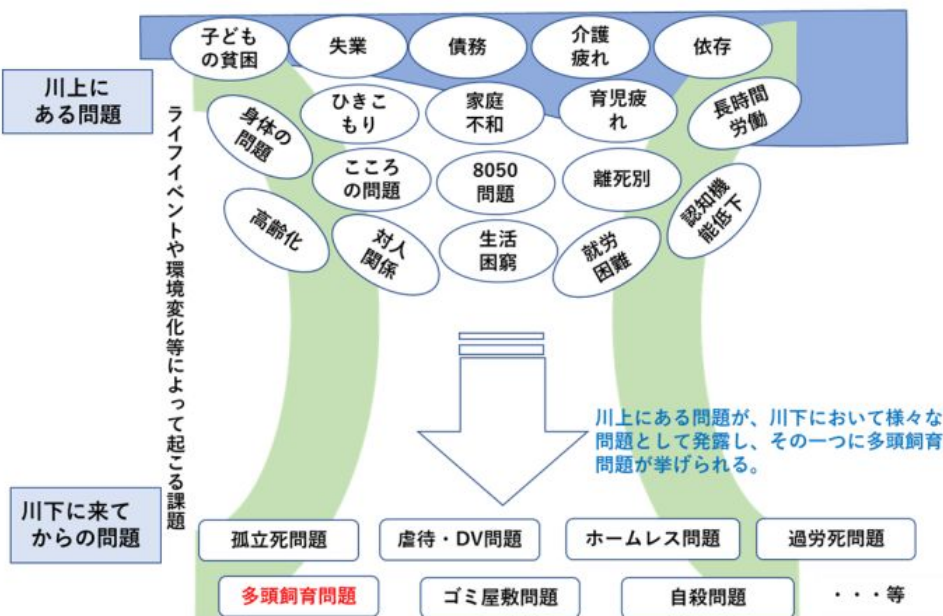 子ども
の貧困
失業
債務
介護
疲れ
依存
川上に
ある問題
ひきこ
もり
家庭
不和
育児疲
れ
長時間
労働
身体の
問題
こころ
の問題
8050
問題
離死別
認知機
能低下
高齢化
対人
関係
生活
困窮
就労
困難
ライフイベントや環境変化等によって起こる課題
川上にある問題が、川下において様々な
問題として発露し、その一つに多頭飼育
問題が挙げられる。
川下に来て
からの問題
孤立死問題
虐待・DV問題
ホームレス問題
過労死問題
多頭飼育問題
ゴミ屋敷問題
自殺問題
・・・等